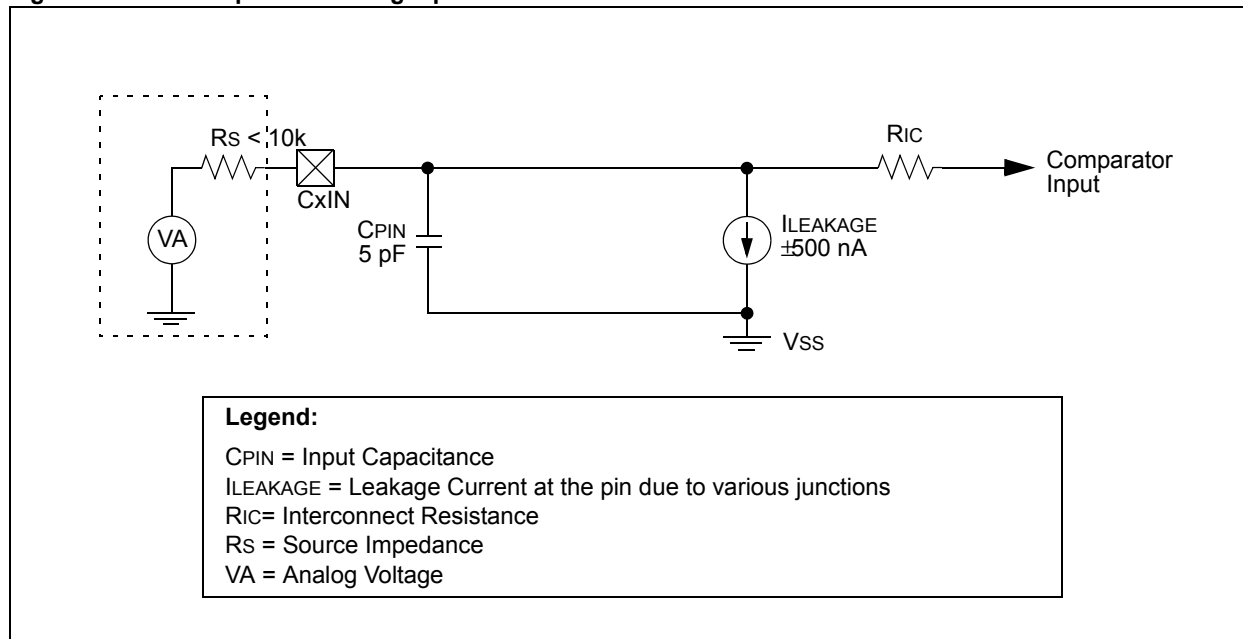 Rs < 10k
CxIN
CPIN
5 pF
VA
ILEAKAGE
±500 nA
VSS
RIC
Comparator
Input
Legend:
CPIN = Input Capacitance
ILEAKAGE = Leakage Current at the pin due to various junctions
RIC= Interconnect Resistance
RS = Source Impedance
VA = Analog Voltage